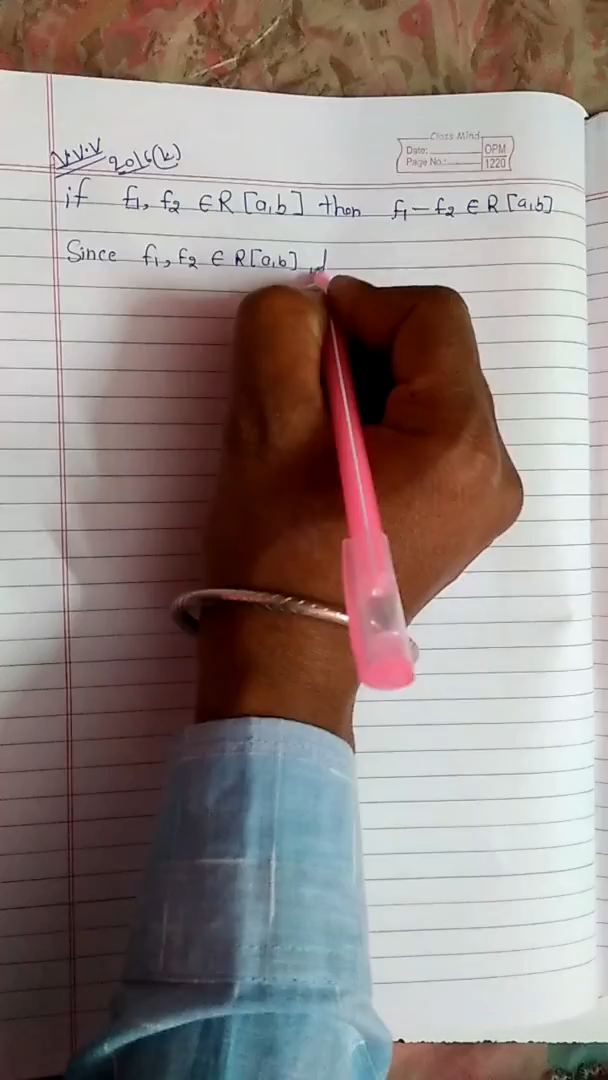 Class Mind
Date: OPM
Page No.: 1220
V.V.V 2016(k)
if f₁, f₂ ∈ R [a,b] then f₁ - f₂ ∈ R [a,b]
Since f₁, f₂ ∈ R [a,b]